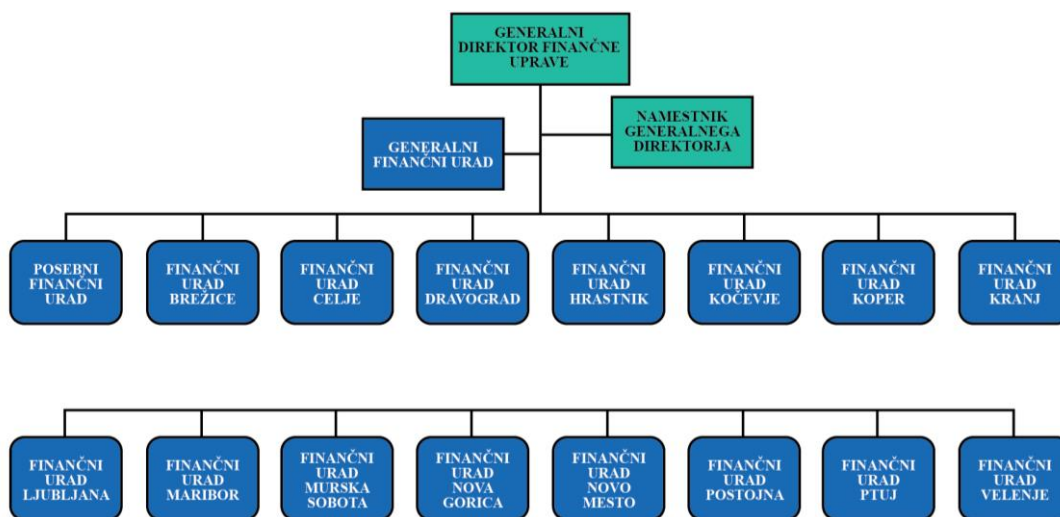 GENERALNI
DIREKTOR FINANČNE
UPRAVE
NAMESTNIK
GENERALNEGA
DIREKTORJA
GENERALNI
FINANČNI URAD
POSEBNI
FINANČNI
URAD
FINANČNI
URAD
BREŽICE
FINANČNI
URAD
CELJE
FINANČNI
URAD
DRAVOGRAD
FINANČNI
URAD
HRASTNIK
FINANČNI
URAD
KOČEVJE
FINANČNI
URAD
KOPER
FINANČNI
URAD
KRANJ
FINANČNI
URAD
LJUBLJANA
FINANČNI
URAD
MARIBOR
FINANČNI
URAD
MURSKA
SOBOTA
FINANČNI
URAD
NOVA
GORICA
FINANČNI
URAD
NOVO
MESTO
FINANČNI
URAD
POSTOJNA
FINANČNI
URAD
PTUJ
FINANČNI
URAD
VELENJE